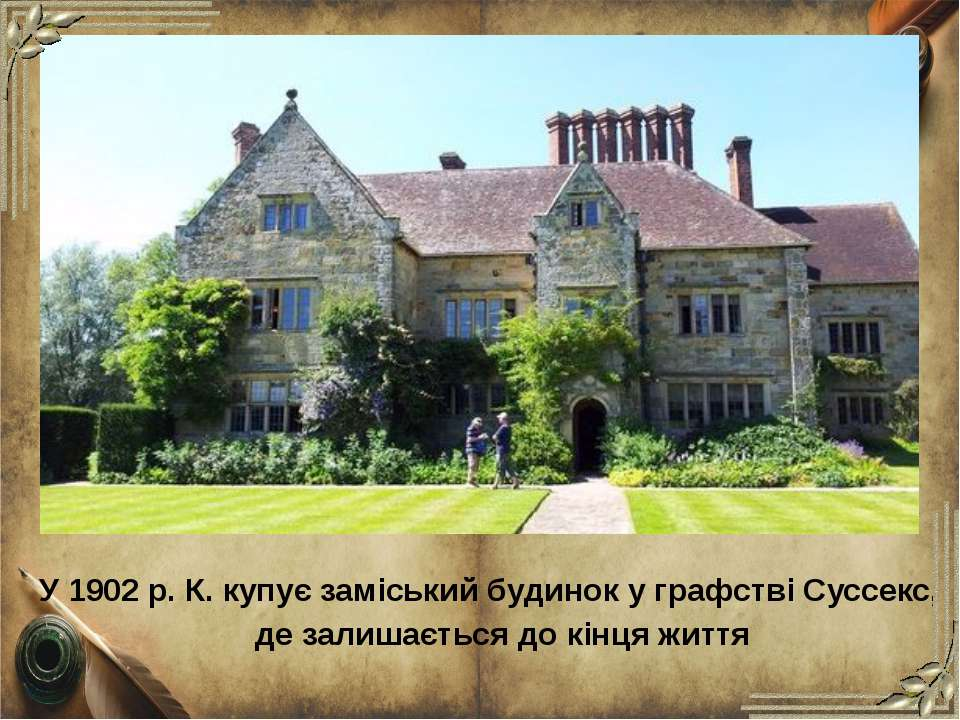 У 1902 р. К. купує заміський будинок у графстві Суссекс,
де залишається до кінця життя